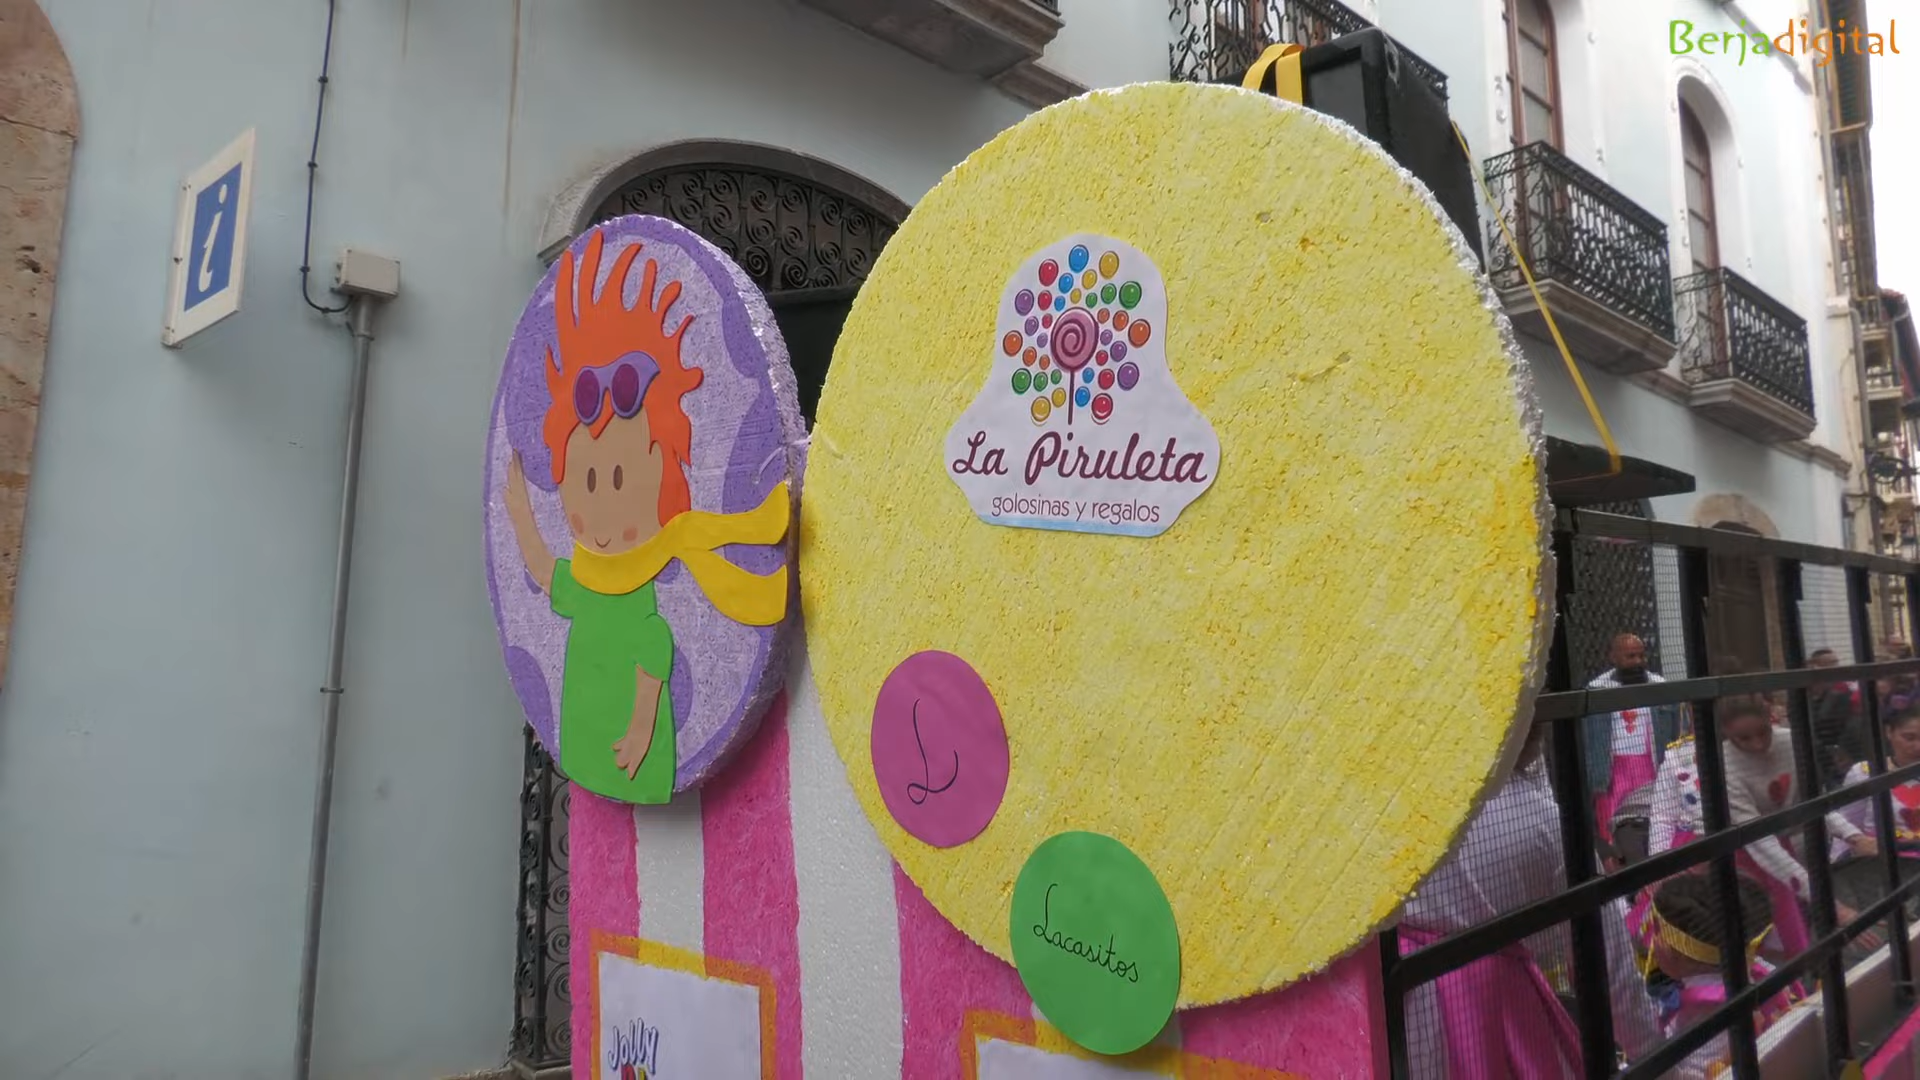 Berjadigital
i
La Piruleta
golosinas y regalos
L
Lacasitos
Jolly